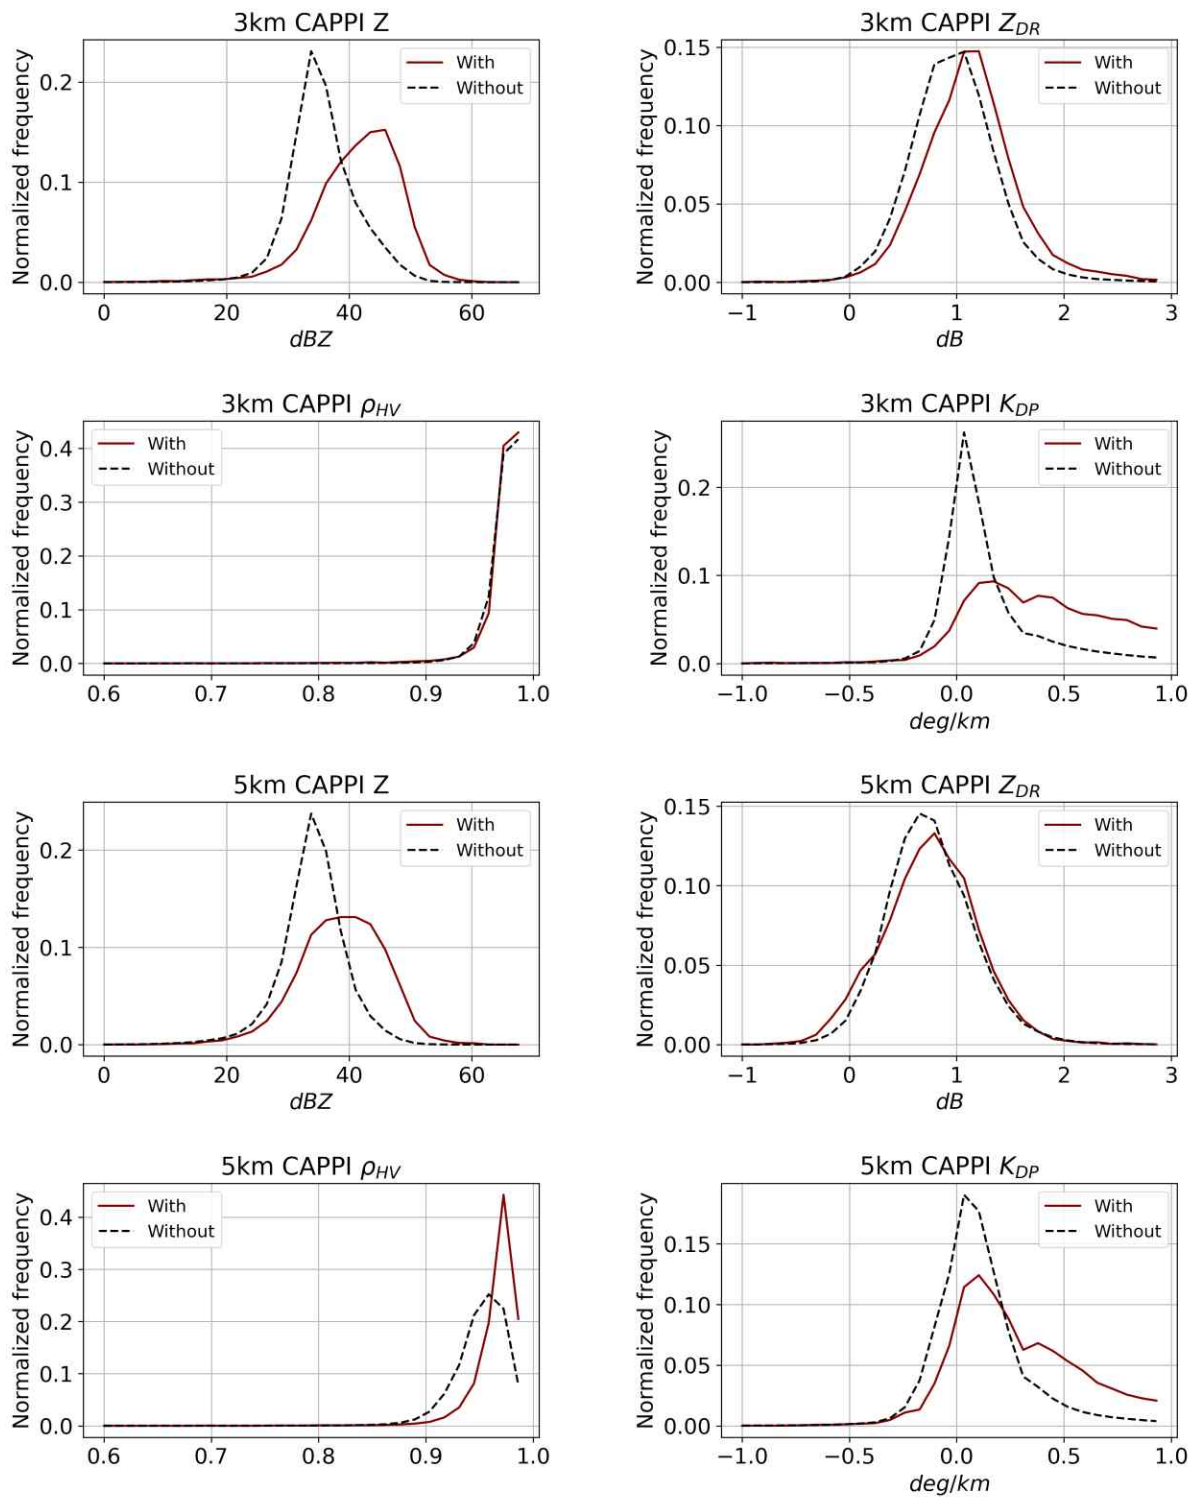 3km CAPPI Z
Normalized frequency
0.2
0.1
0.0
With
Without
0 20 40 60
dBZ
3km CAPPI Z_DR
Normalized frequency
0.15
0.10
0.05
0.00
With
Without
−1 0 1 2 3
dB
3km CAPPI ρ_HV
Normalized frequency
0.4
0.3
0.2
0.1
0.0
With
Without
0.6 0.7 0.8 0.9 1.0
3km CAPPI K_DP
Normalized frequency
0.2
0.1
0.0
With
Without
−1.0 −0.5 0.0 0.5 1.0
deg/km
5km CAPPI Z
Normalized frequency
0.2
0.1
0.0
With
Without
0 20 40 60
dBZ
5km CAPPI Z_DR
Normalized frequency
0.15
0.10
0.05
0.00
With
Without
−1 0 1 2 3
dB
5km CAPPI ρ_HV
Normalized frequency
0.4
0.3
0.2
0.1
0.0
With
Without
0.6 0.7 0.8 0.9 1.0
5km CAPPI K_DP
Normalized frequency
0.15
0.10
0.05
0.00
With
Without
−1.0 −0.5 0.0 0.5 1.0
deg/km